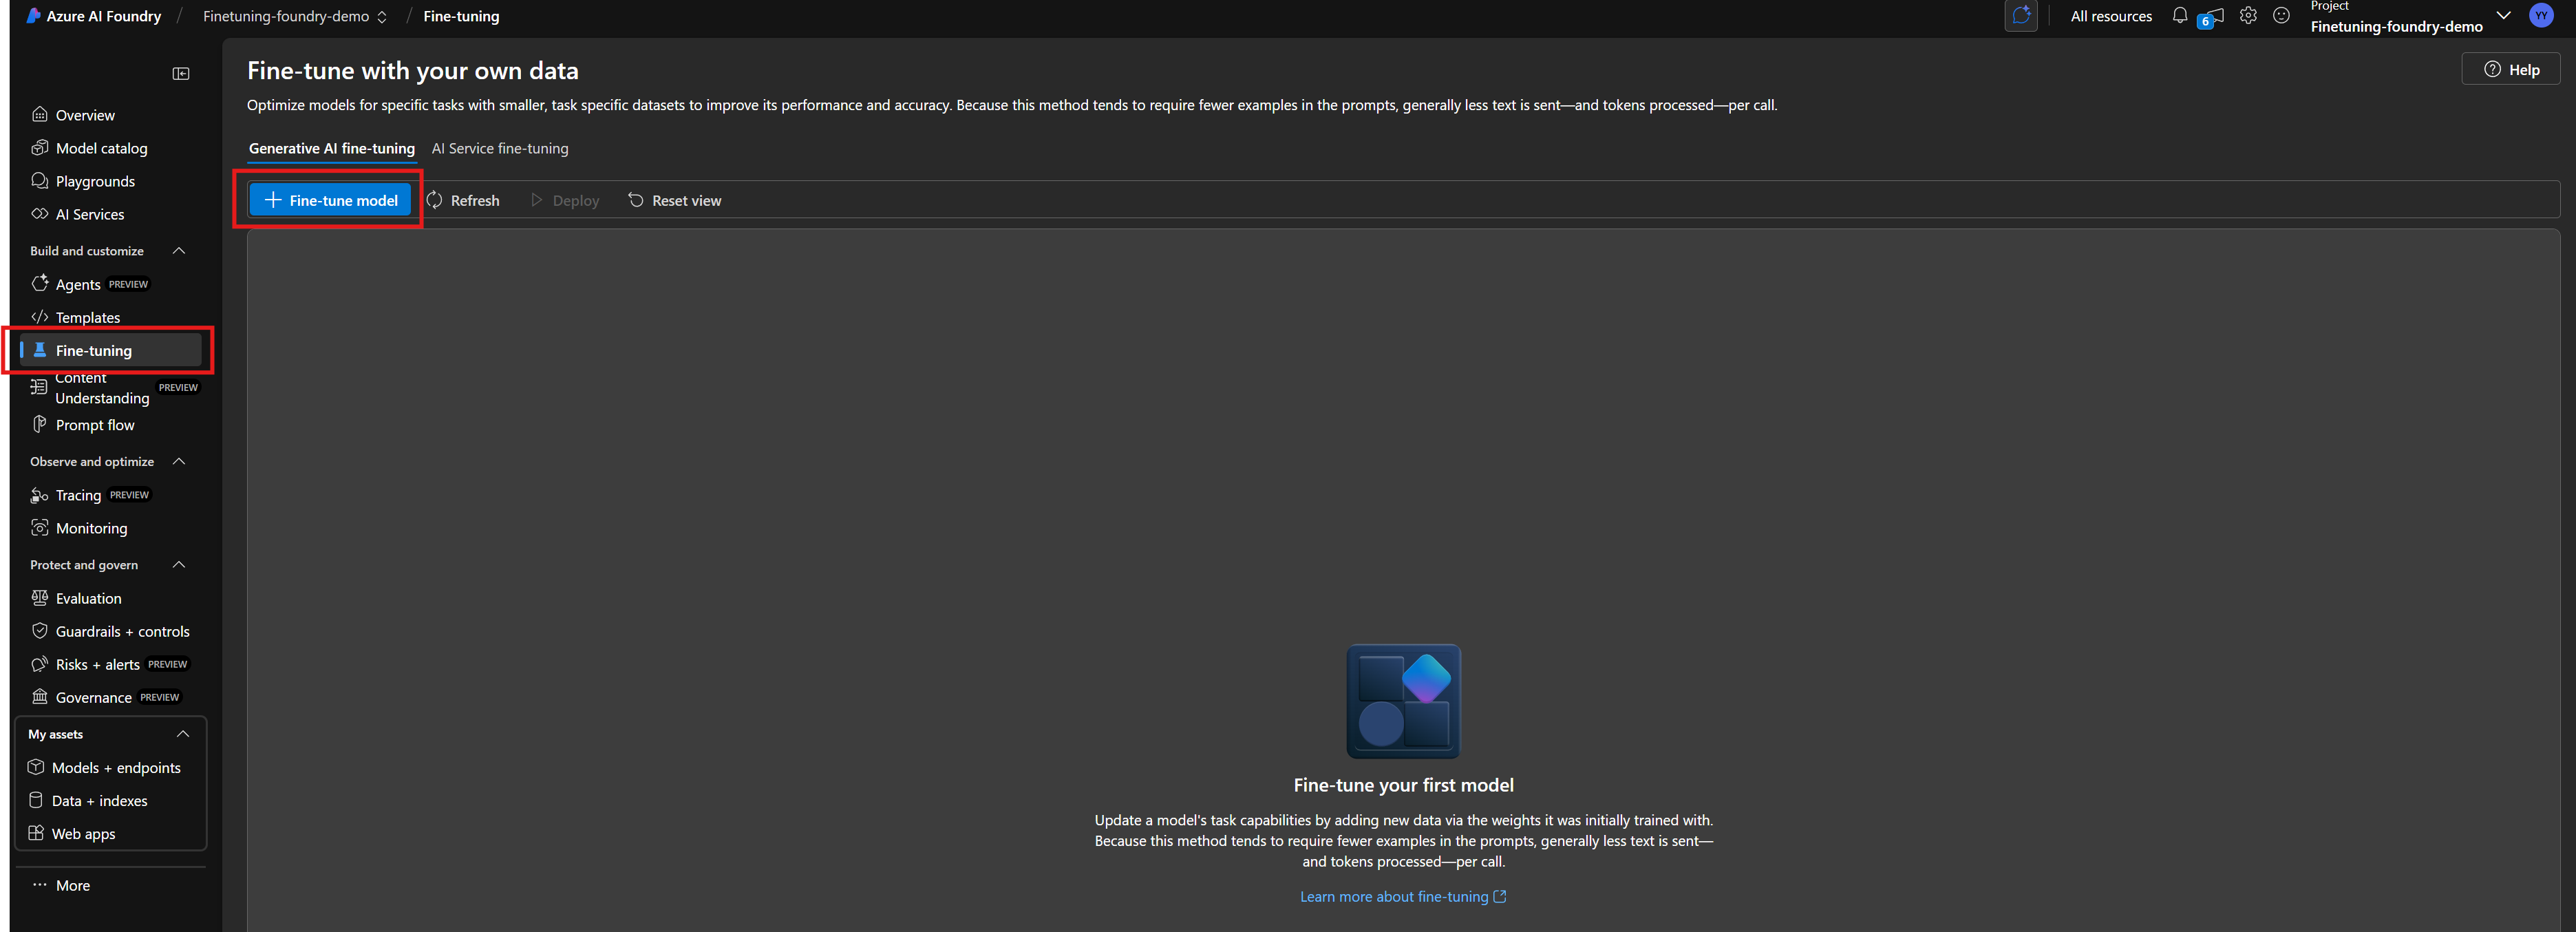 Azure AI Foundry / Finetuning-foundry-demo / Fine-tuning
All resources
6
Project
Finetuning-foundry-demo
YY
Fine-tune with your own data
Help
Optimize models for specific tasks with smaller, task specific datasets to improve its performance and accuracy. Because this method tends to require fewer examples in the prompts, generally less text is sent—and tokens processed—per call.
Generative AI fine-tuning AI Service fine-tuning
Fine-tune model Refresh Deploy Reset view
Overview
Model catalog
Playgrounds
AI Services
Build and customize
Agents PREVIEW
Templates
Fine-tuning
Content
Understanding PREVIEW
Prompt flow
Observe and optimize
Tracing PREVIEW
Monitoring
Protect and govern
Evaluation
Guardrails + controls
Risks + alerts PREVIEW
Governance PREVIEW
My assets
Models + endpoints
Data + indexes
Web apps
More
Fine-tune your first model
Update a model's task capabilities by adding new data via the weights it was initially trained with.
Because this method tends to require fewer examples in the prompts, generally less text is sent—
and tokens processed—per call.
Learn more about fine-tuning